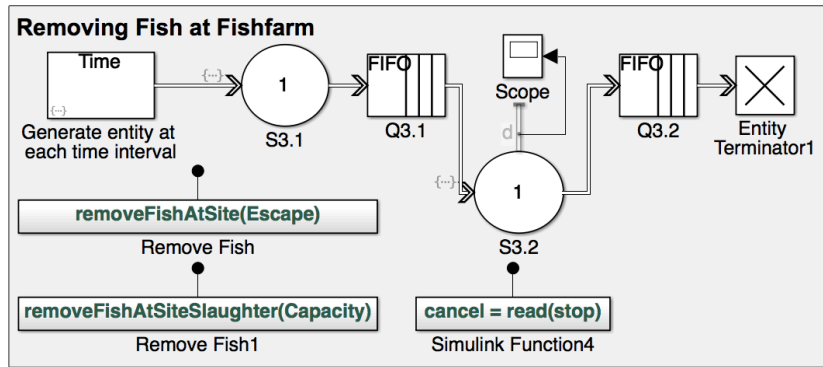 Removing Fish at Fishfarm
Time
{...}
Generate entity at
each time interval
{...}
1
S3.1
FIFO
Q3.1
Scope
d
{...}
1
S3.2
FIFO
Q3.2
Entity
Terminator1
removeFishAtSite(Escape)
Remove Fish
removeFishAtSiteSlaughter(Capacity)
Remove Fish1
cancel = read(stop)
Simulink Function4